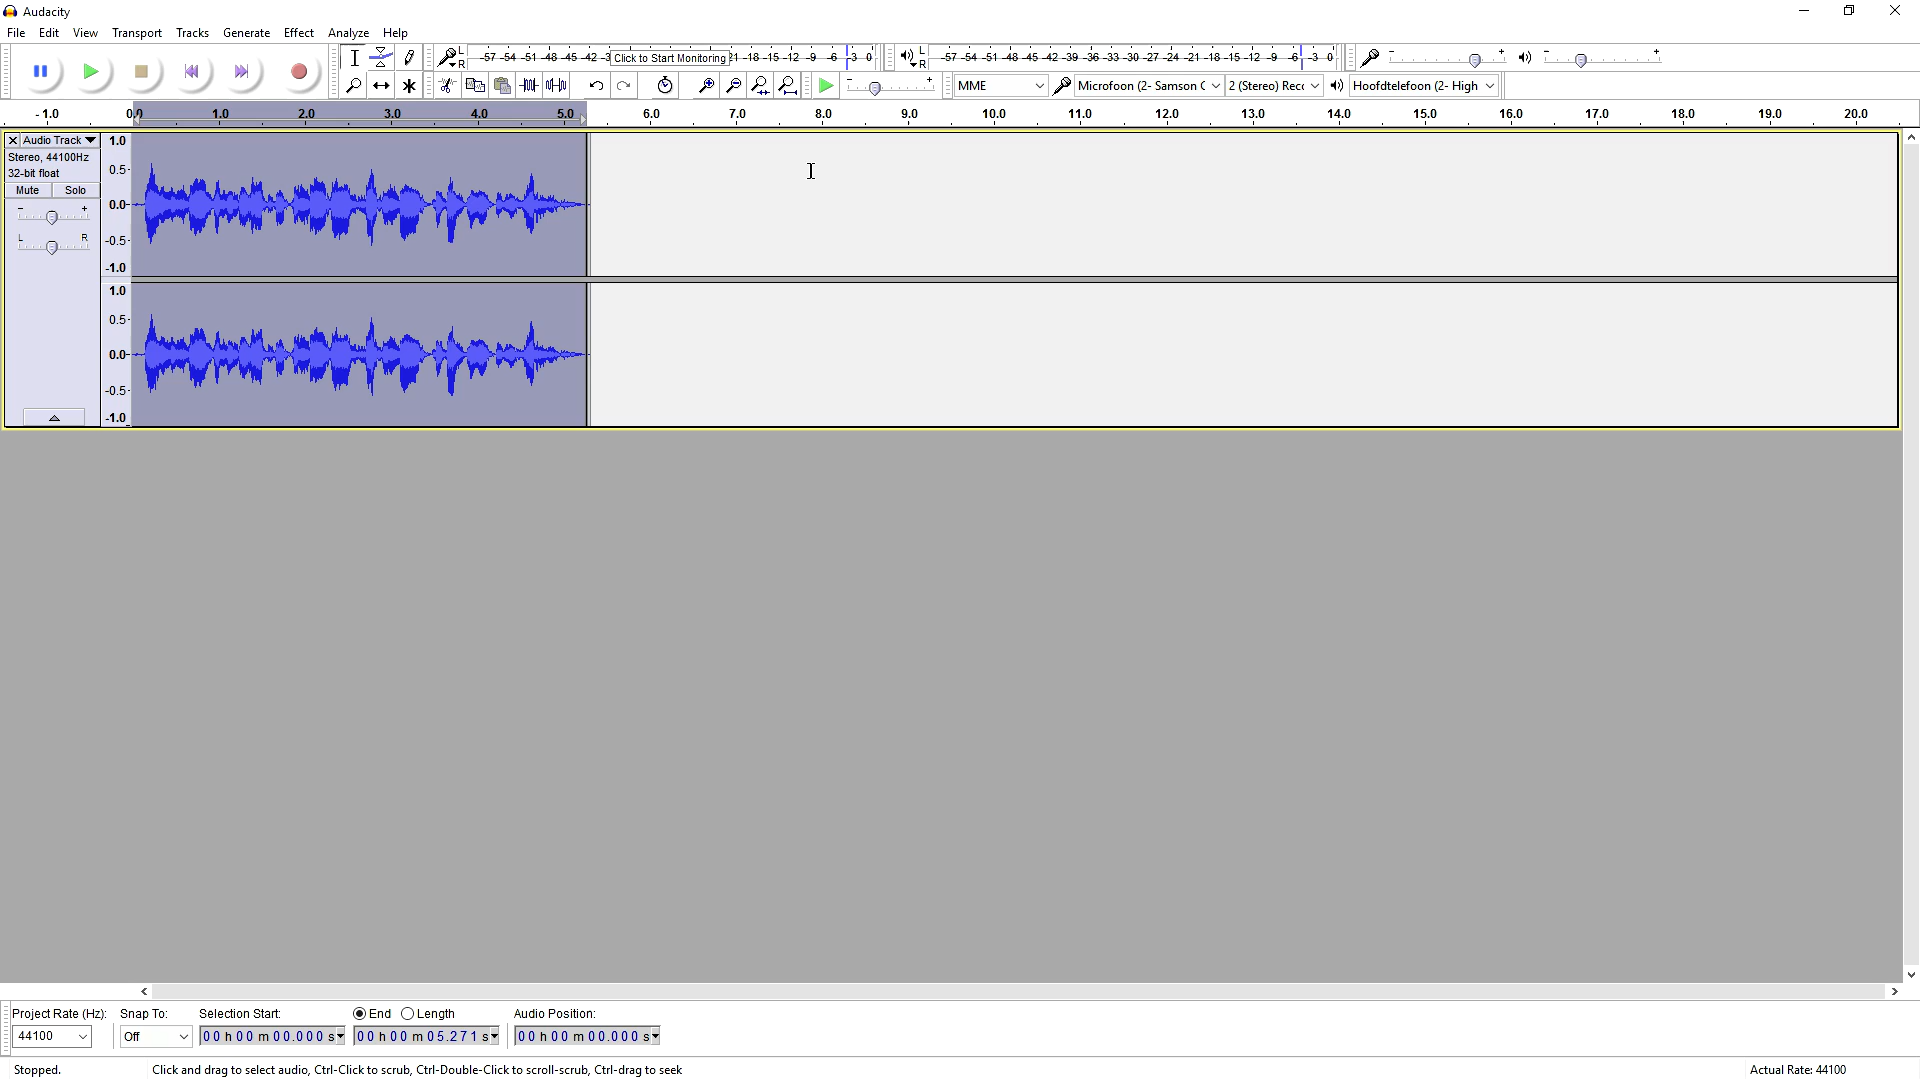 Audacity
File Edit View Transport Tracks Generate Effect Analyze Help
L R -57 -54 -51 -48 -45 -42 -3 Click to Start Monitoring 21 -18 -15 -12 -9 -6 -3 0 L R -57 -54 -51 -48 -45 -42 -39 -36 -33 -30 -27 -24 -21 -18 -15 -12 -9 -6 -3 0 - + - +
- + MME Microfoon (2- Samson C 2 (Stereo) Recc Hoofdtelefoon (2- High
-1.0 0.0 1.0 2.0 3.0 4.0 5.0 6.0 7.0 8.0 9.0 10.0 11.0 12.0 13.0 14.0 15.0 16.0 17.0 18.0 19.0 20.0
Audio Track 1.0
Stereo, 44100Hz 0.5
32-bit float
Mute Solo
- + 0.0
L R -0.5
-1.0
1.0
0.5
0.0
-0.5
-1.0
Project Rate (Hz): Snap To: Selection Start: End Length Audio Position:
44100 Off 00 h 00 m 00.000 s 00 h 00 m 05.271 s 00 h 00 m 00.000 s
Stopped. Click and drag to select audio, Ctrl-Click to scrub, Ctrl-Double-Click to scroll-scrub, Ctrl-drag to seek Actual Rate: 44100